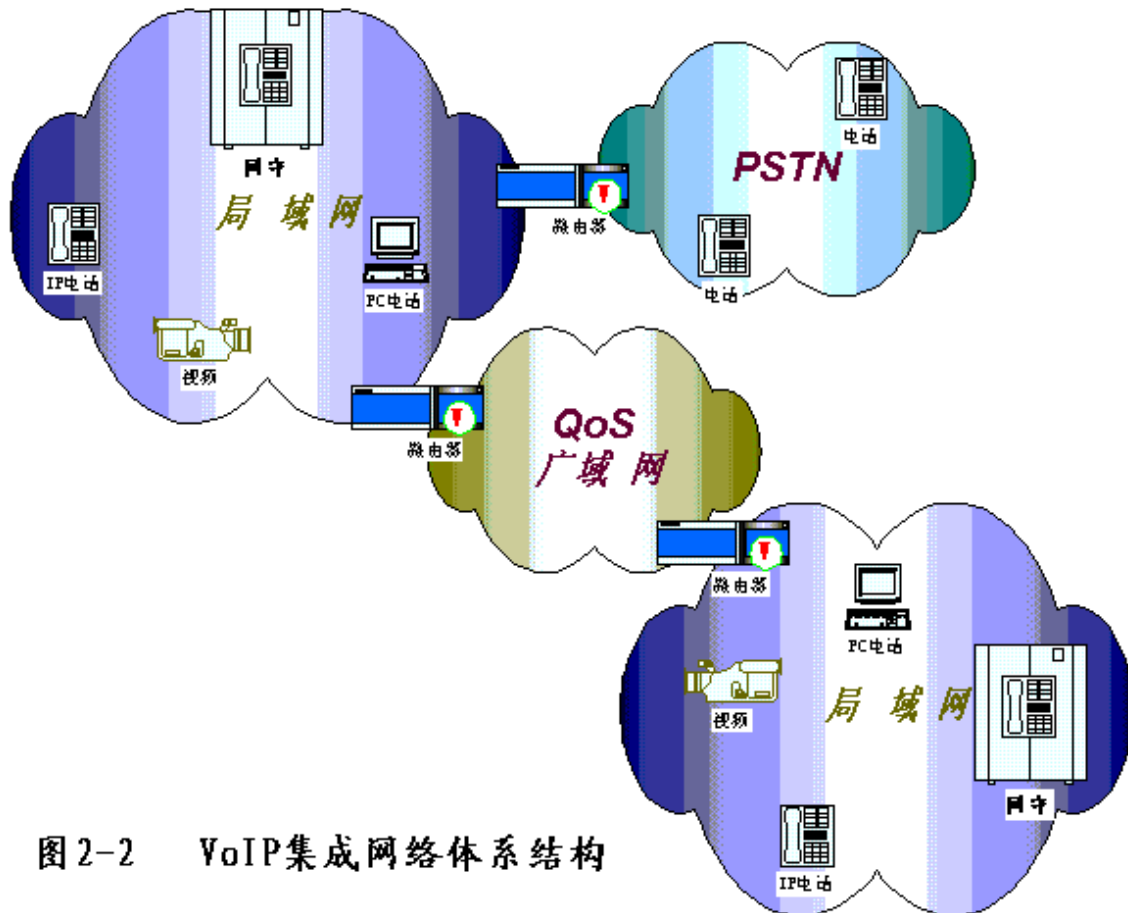 网守
局域网
IP电话
PC电话
视频
路由器
电话
PSTN
电话
路由器
QoS
广域网
路由器
PC电话
视频
局域网
网守
IP电话
图2-2 VoIP集成网络体系结构